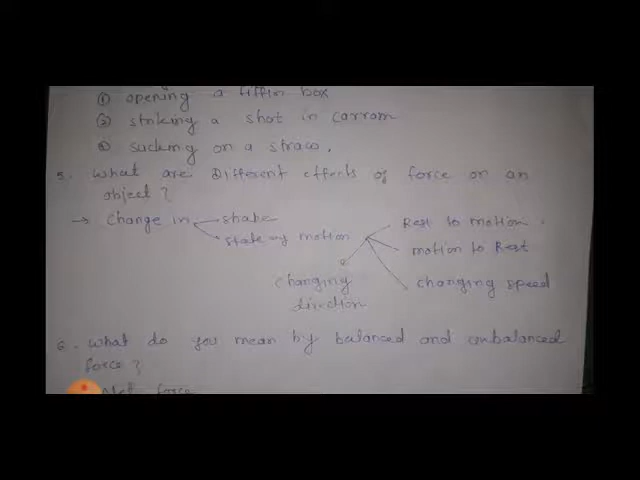 ① opening a tiffin box
② striking a shot in carrom
③ sucking on a straw.
5. What are Different effects of force on an
object?
→ Change in shape
state of motion
Rest to motion.
motion to Rest
changing speed
changing
direction
6. What do you mean by balanced and unbalanced
force?
Net force